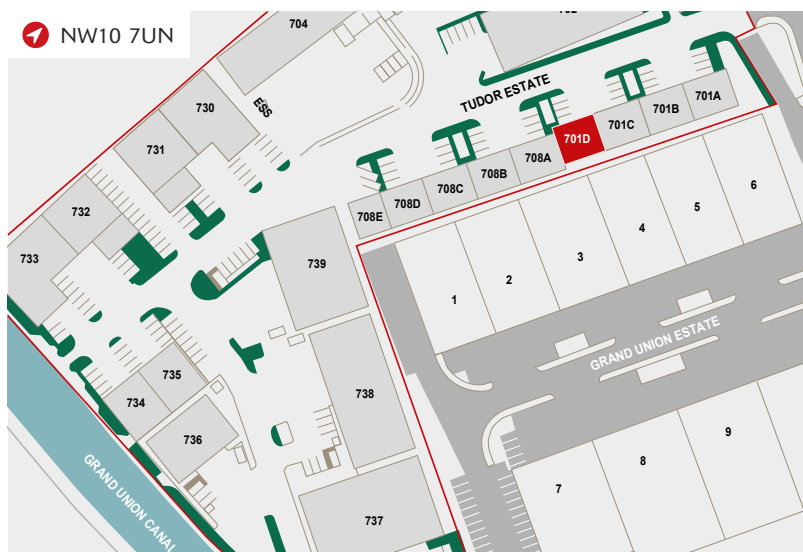 NW10 7UN
704
ESS
730
731
732
733
TUDOR ESTATE
701A
701B
701C
701D
708A
708B
708C
708D
708E
739
738
737
735
734
736
1
2
3
4
5
6
GRAND UNION ESTATE
7
8
9
GRAND UNION CANAL